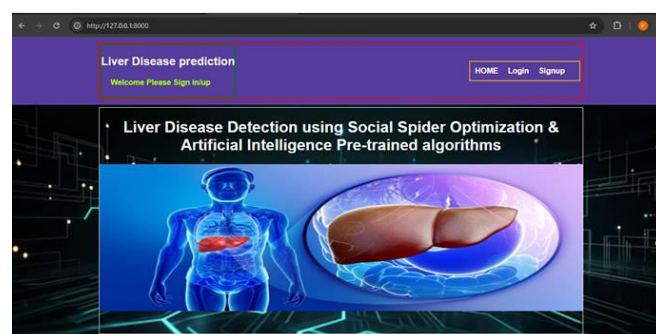 http://127.0.0.1:8000
Liver Disease prediction
Welcome Please Sign in/up
HOME Login Signup
Liver Disease Detection using Social Spider Optimization &
Artificial Intelligence Pre-trained algorithms